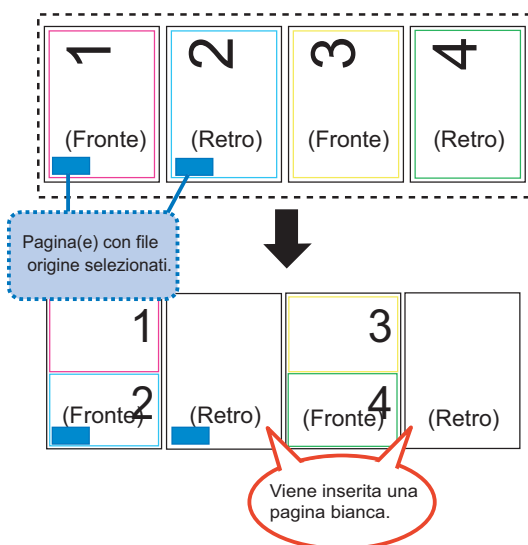 1 2 3 4
(Fronte) (Retro) (Fronte) (Retro)
Pagina(e) con file
origine selezionati.
1 3
2 4
(Fronte) (Retro) (Fronte) (Retro)
Viene inserita una
pagina bianca.